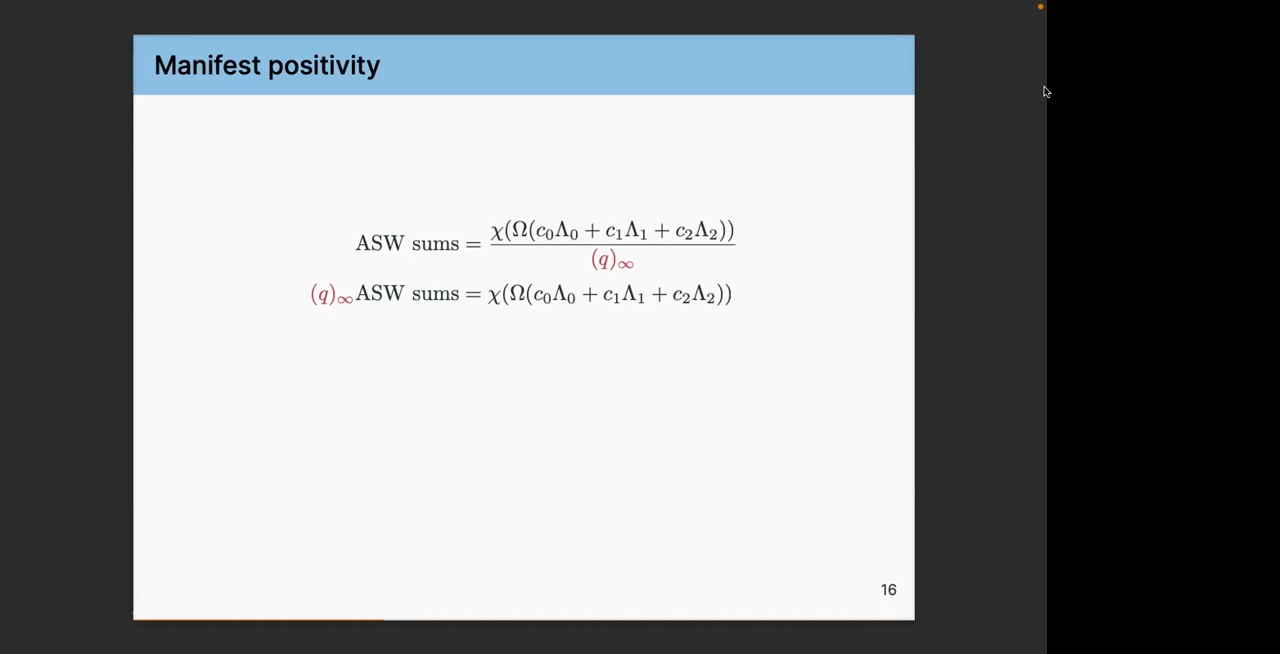 Manifest positivity
ASW sums = χ(Ω(c₀Λ₀ + c₁Λ₁ + c₂Λ₂)) / (q)∞
(q)∞ASW sums = χ(Ω(c₀Λ₀ + c₁Λ₁ + c₂Λ₂))
16